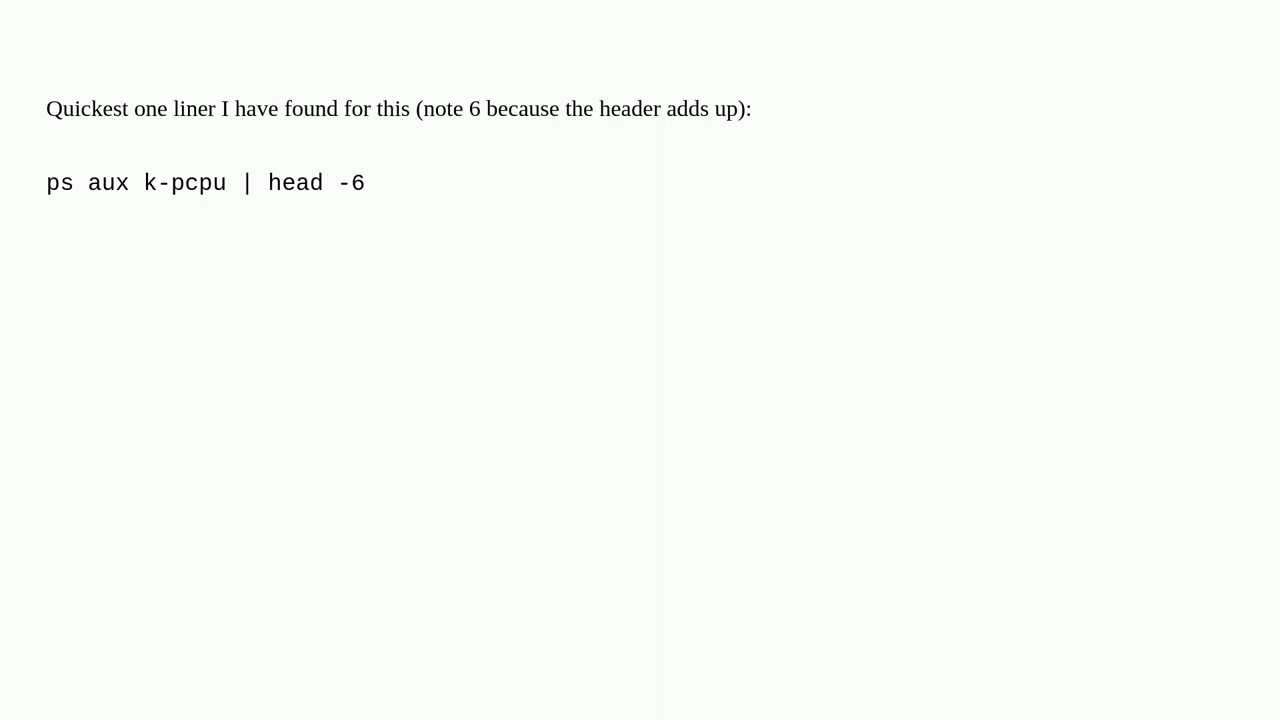 Quickest one liner I have found for this (note 6 because the header adds up):
ps aux k-pcpu | head -6